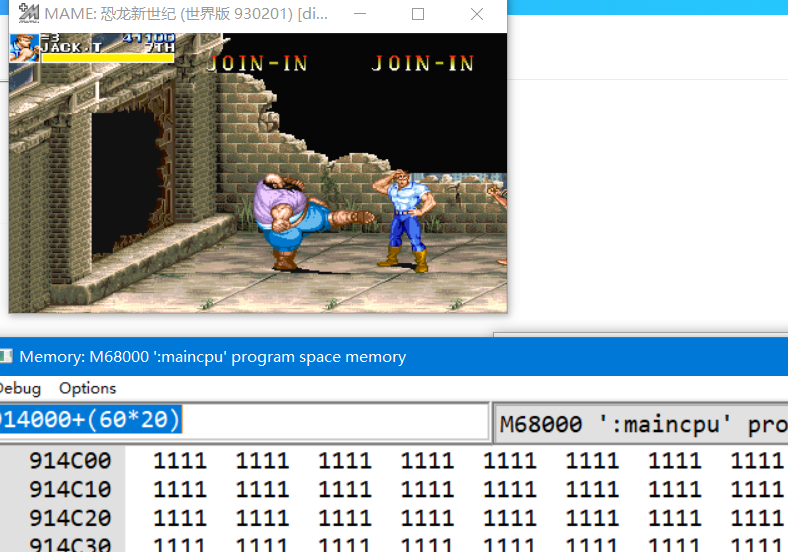 MAME: 恐龙新世纪 (世界版 930201) [di...
=3 41100
JACK.T 7TH
JOIN-IN JOIN-IN
Memory: M68000 ':maincpu' program space memory
Debug Options
914000+(60*20) M68000 ':maincpu' pro
914C00 1111 1111 1111 1111 1111 1111 1111 1111
914C10 1111 1111 1111 1111 1111 1111 1111 1111
914C20 1111 1111 1111 1111 1111 1111 1111 1111
914C30 1111 1111 1111 1111 1111 1111 1111 1111